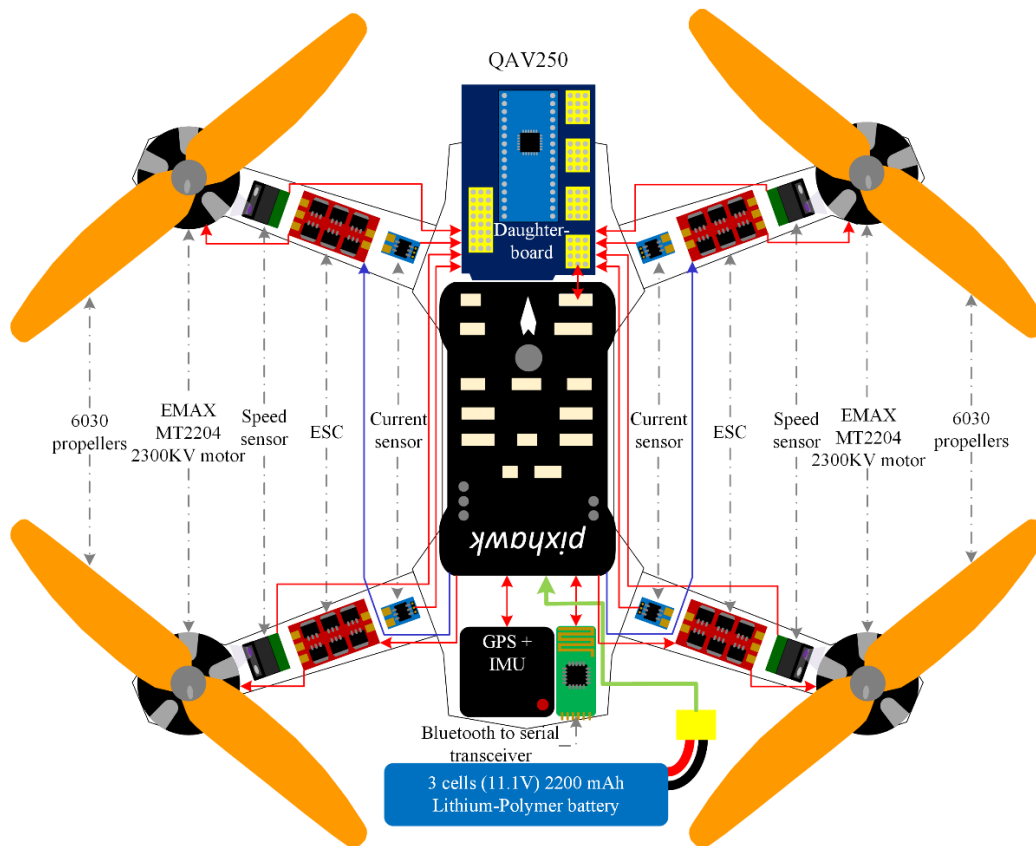 QAV250
Daughter-
board
6030
propellers
EMAX
MT2204
2300KV motor
Speed
sensor
ESC
Current
sensor
Current
sensor
ESC
Speed
sensor
EMAX
MT2204
2300KV motor
6030
propellers
pixhawk
GPS +
IMU
Bluetooth to serial
transceiver
3 cells (11.1V) 2200 mAh
Lithium-Polymer battery